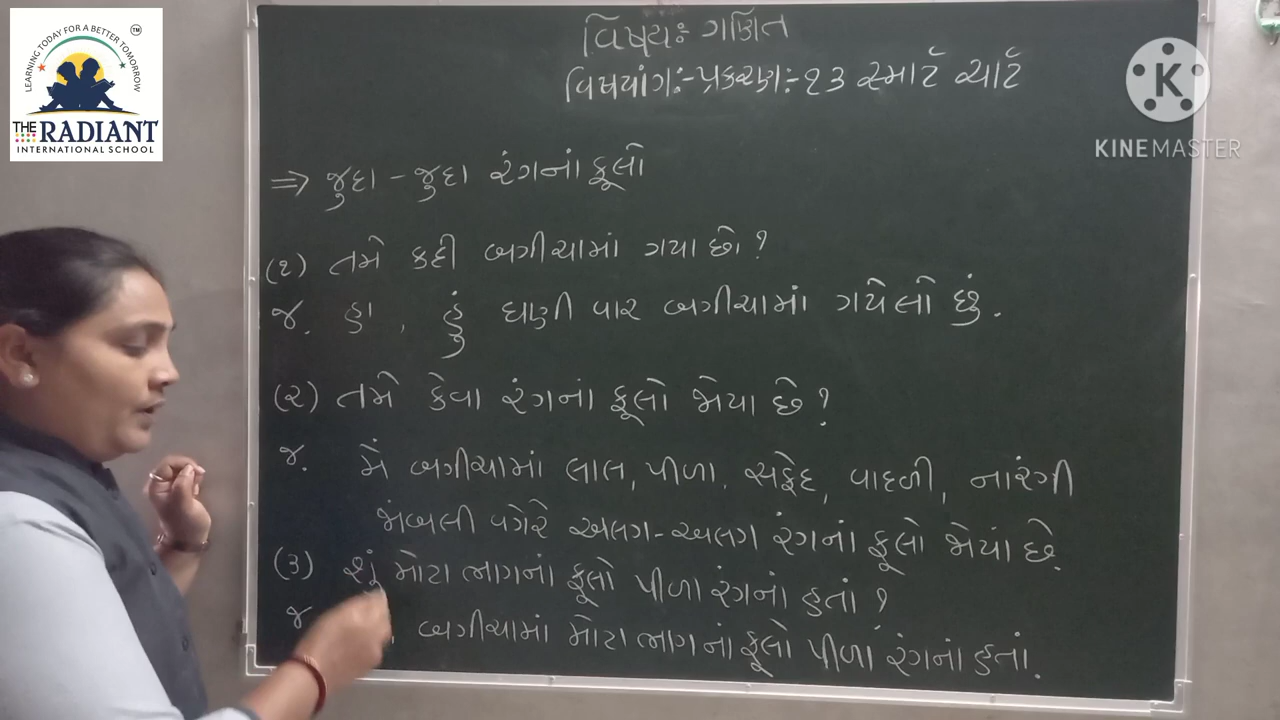 LEARNING TODAY FOR A BETTER TOMORROW
TM
THE RADIANT
INTERNATIONAL SCHOOL
K
KINEMASTER
વિષયઃ ગણિત
વિષયાંગ:- પ્રકરણ:- ૧૩ સ્માર્ટ ચાર્ટ
⇒ જુદા - જુદા રંગનાં ફૂલો
(૧) તમે કદી બગીચામાં ગયા છો ?
જ. હા , હું ઘણી વાર બગીચામાં ગયેલો છું.
(૨) તમે કેવા રંગનાં ફૂલો જોયા છે ?
જ. મેં બગીચામાં લાલ, પીળા, સફેદ, વાદળી, નારંગી
જાંબલી વગેરે અલગ-અલગ રંગનાં ફૂલો જોયાં છે.
(૩) શું મોટા ભાગનાં ફૂલો પીળા રંગનાં હતાં ?
જ , બગીચામાં મોટા ભાગનાં ફૂલો પીળાં રંગનાં હતાં.